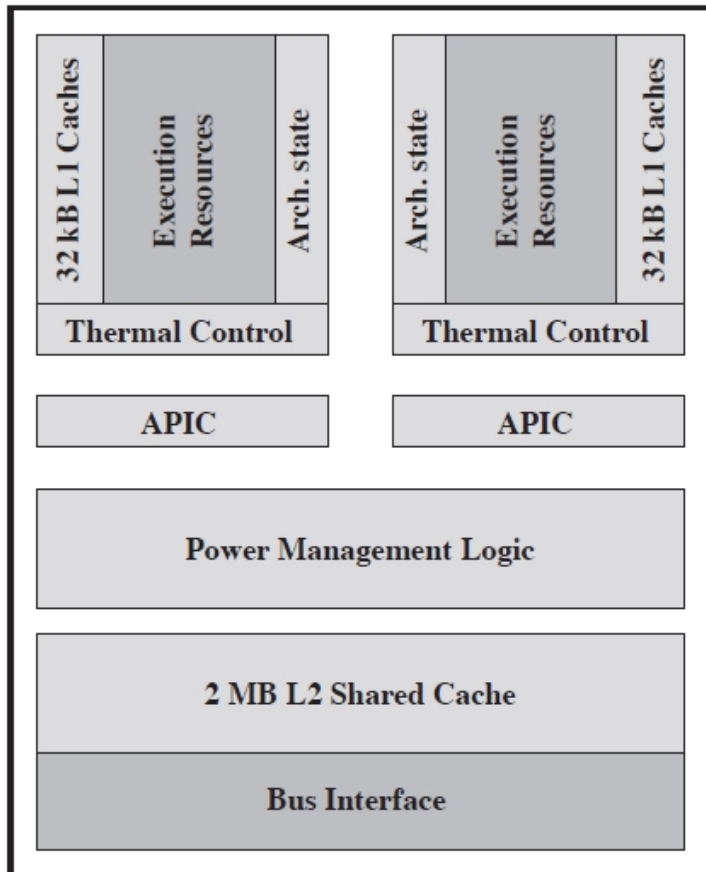 32 kB L1 Caches
Execution
Resources
Arch. state
Thermal Control
Arch. state
Execution
Resources
32 kB L1 Caches
Thermal Control
APIC
APIC
Power Management Logic
2 MB L2 Shared Cache
Bus Interface